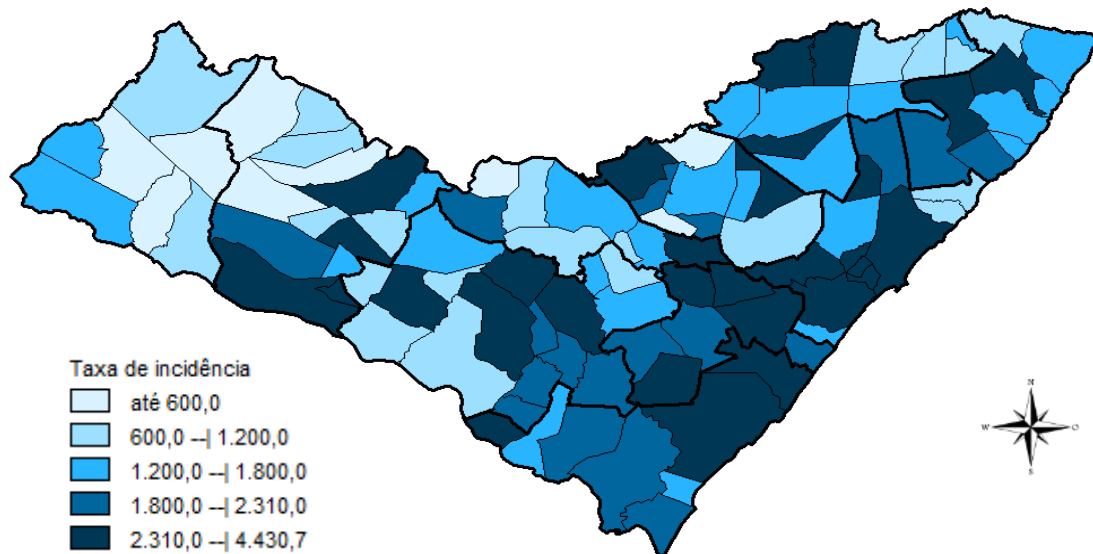 Taxa de incidência
até 600,0
600,0 --| 1.200,0
1.200,0 --| 1.800,0
1.800,0 --| 2.310,0
2.310,0 --| 4.430,7
N
W O
S